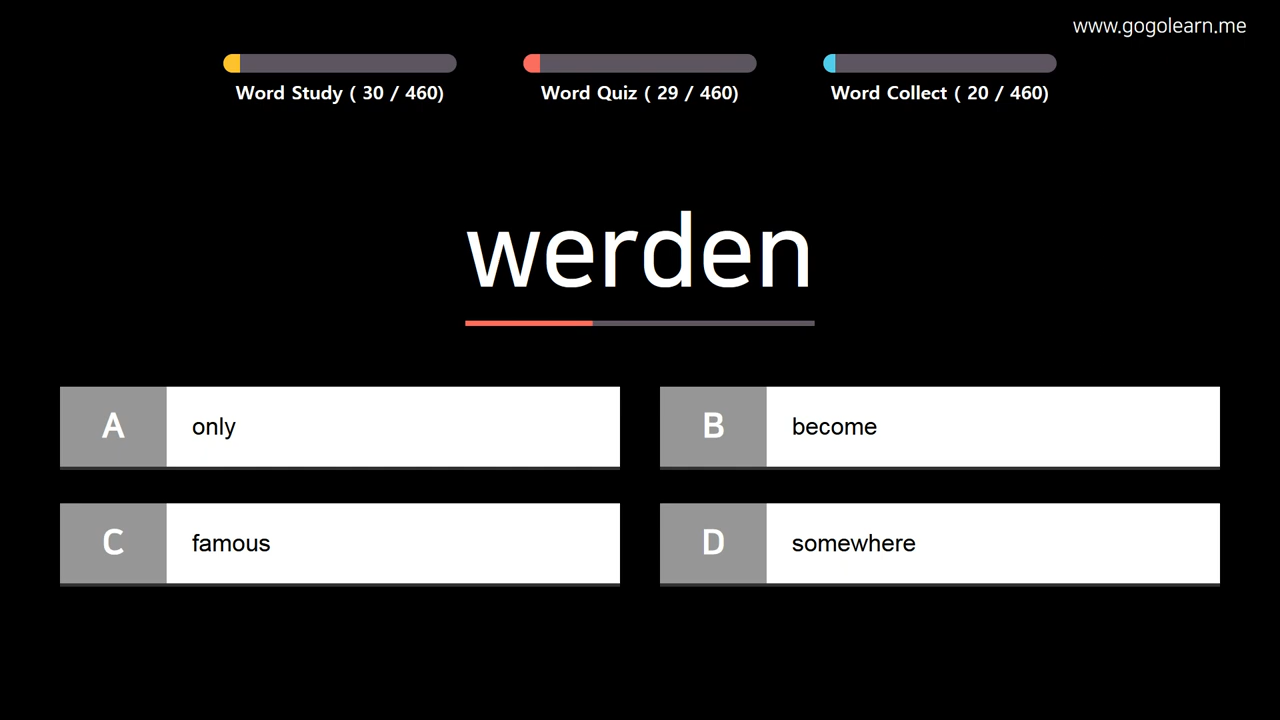 www.gogolearn.me
Word Study ( 30 / 460)
Word Quiz ( 29 / 460)
Word Collect ( 20 / 460)
werden
A only
B become
C famous
D somewhere